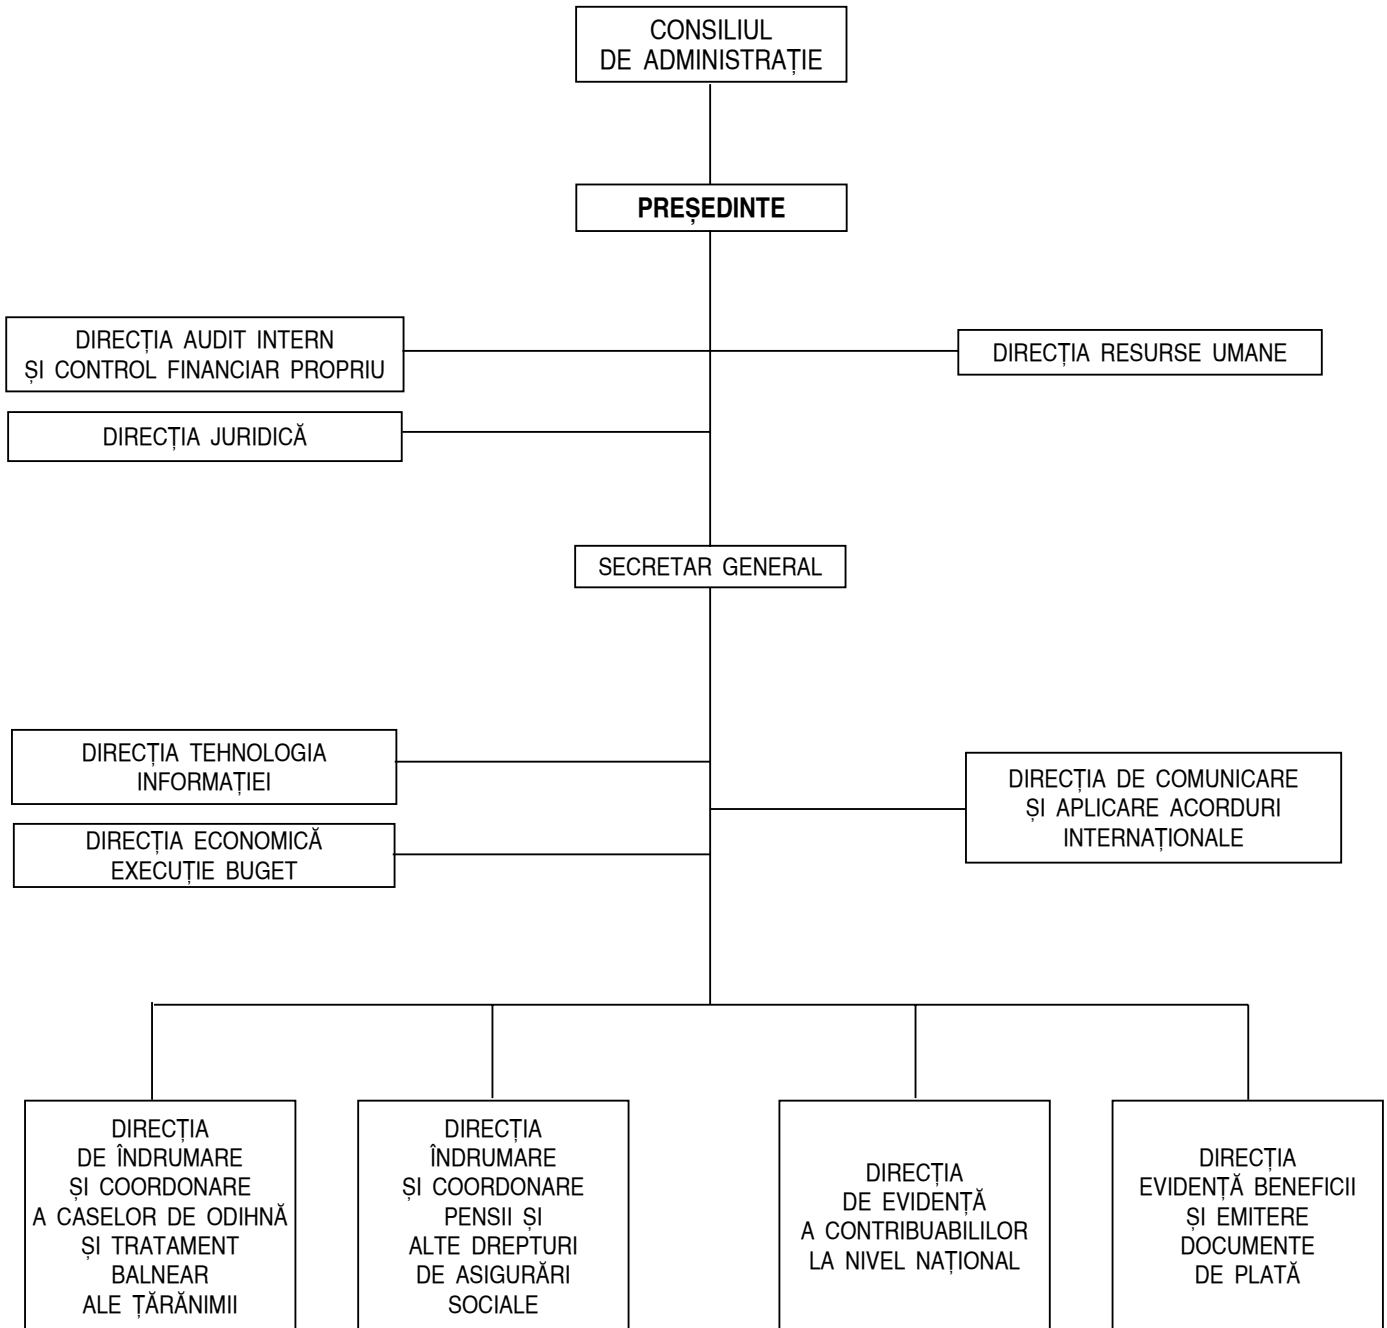 CONSILIUL
DE ADMINISTRAȚIE
PREȘEDINTE
DIRECȚIA AUDIT INTERN
ȘI CONTROL FINANCIAR PROPRIU
DIRECȚIA RESURSE UMANE
DIRECȚIA JURIDICĂ
SECRETAR GENERAL
DIRECȚIA TEHNOLOGIA
INFORMAȚIEI
DIRECȚIA DE COMUNICARE
ȘI APLICARE ACORDURI
INTERNAȚIONALE
DIRECȚIA ECONOMICĂ
EXECUȚIE BUGET
DIRECȚIA
DE ÎNDRUMARE
ȘI COORDONARE
A CASELOR DE ODIHNĂ
ȘI TRATAMENT
BALNEAR
ALE ȚĂRĂNIMII
DIRECȚIA
ÎNDRUMARE
ȘI COORDONARE
PENSII ȘI
ALTE DREPTURI
DE ASIGURĂRI
SOCIALE
DIRECȚIA
DE EVIDENȚĂ
A CONTRIBUABILILOR
LA NIVEL NAȚIONAL
DIRECȚIA
EVIDENȚĂ BENEFICII
ȘI EMITERE
DOCUMENTE
DE PLATĂ